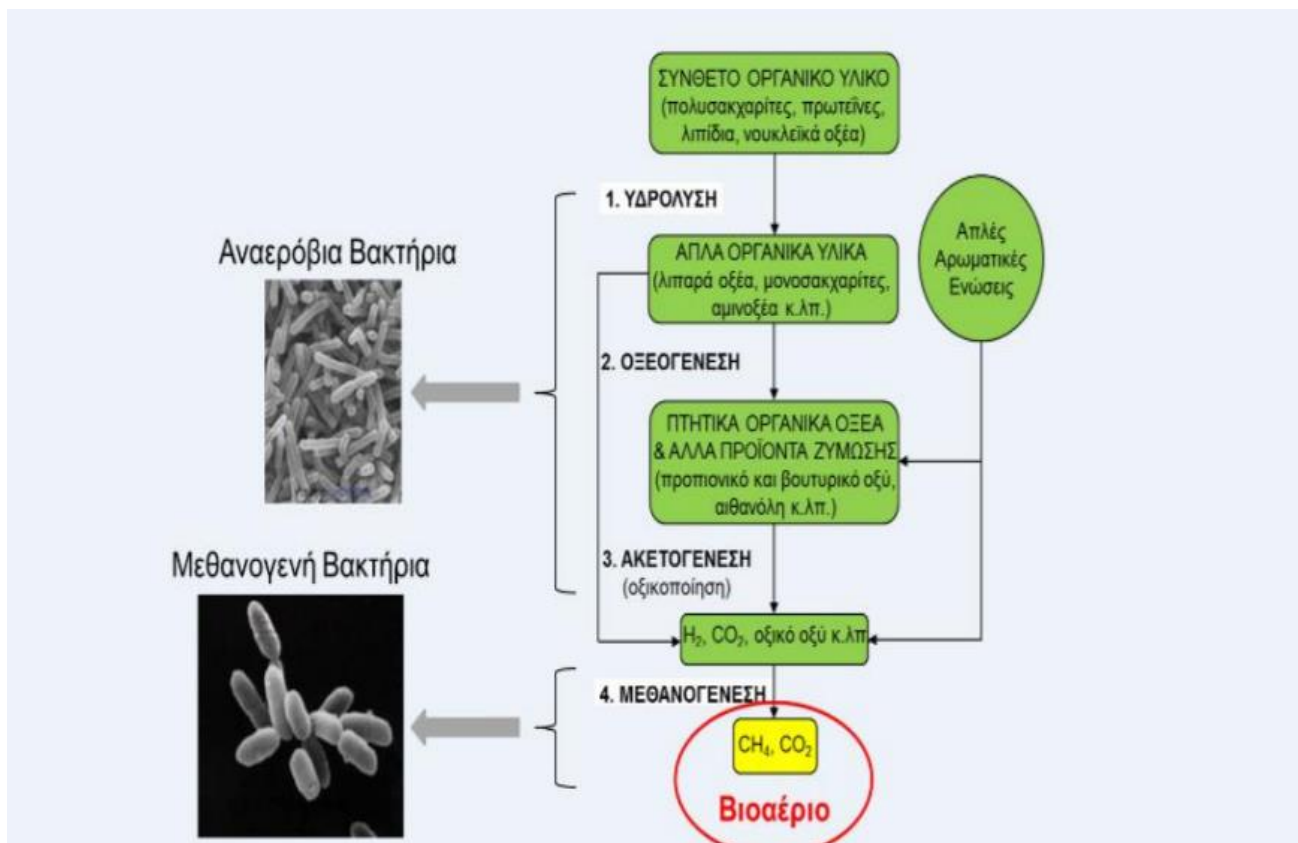 ΣΥΝΘΕΤΟ ΟΡΓΑΝΙΚΟ ΥΛΙΚΟ
(πολυσακχαρίτες, πρωτεΐνες,
λιπίδια, νουκλεϊκά οξέα)
1. ΥΔΡΟΛΥΣΗ
Αναερόβια Βακτήρια
ΑΠΛΑ ΟΡΓΑΝΙΚΑ ΥΛΙΚΑ
(λιπαρά οξέα, μονοσακχαρίτες,
αμινοξέα κ.λπ.)
Απλές
Αρωματικές
Ενώσεις
2. ΟΞΕΟΓΕΝΕΣΗ
ΠΤΗΤΙΚΑ ΟΡΓΑΝΙΚΑ ΟΞΕΑ
& ΑΛΛΑ ΠΡΟΪΟΝΤΑ ΖΥΜΩΣΗΣ
(προπιονικό και βουτυρικό οξύ,
αιθανόλη κ.λπ.)
3. ΑΚΕΤΟΓΕΝΕΣΗ
(οξικοποίηση)
Μεθανογενή Βακτήρια
H₂, CO₂, οξικό οξύ κ.λπ
4. ΜΕΘΑΝΟΓΕΝΕΣΗ
CH₄, CO₂
Βιοαέριο